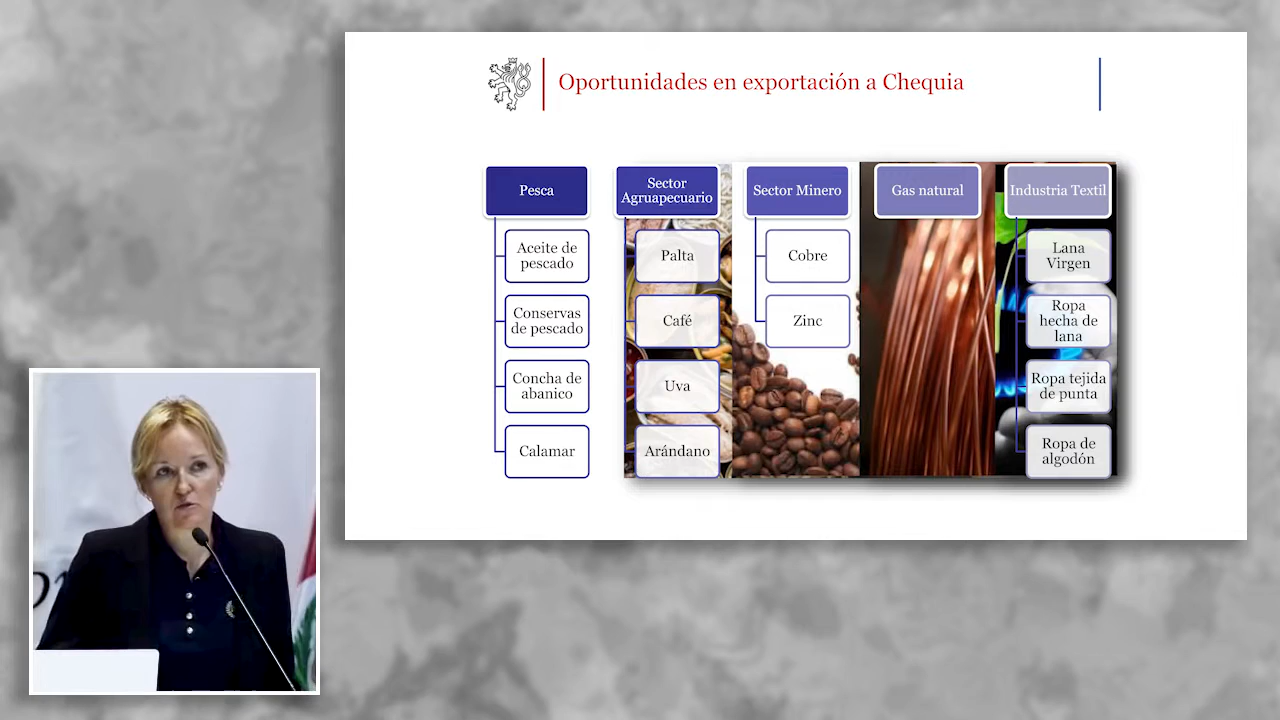 Oportunidades en exportación a Chequia
Pesca
Aceite de
pescado
Conservas
de pescado
Concha de
abanico
Calamar
Sector
Agruapecuario
Palta
Café
Uva
Arándano
Sector Minero
Cobre
Zinc
Gas natural
Industria Textil
Lana
Virgen
Ropa
hecha de
lana
Ropa tejida
de punta
Ropa de
algodón